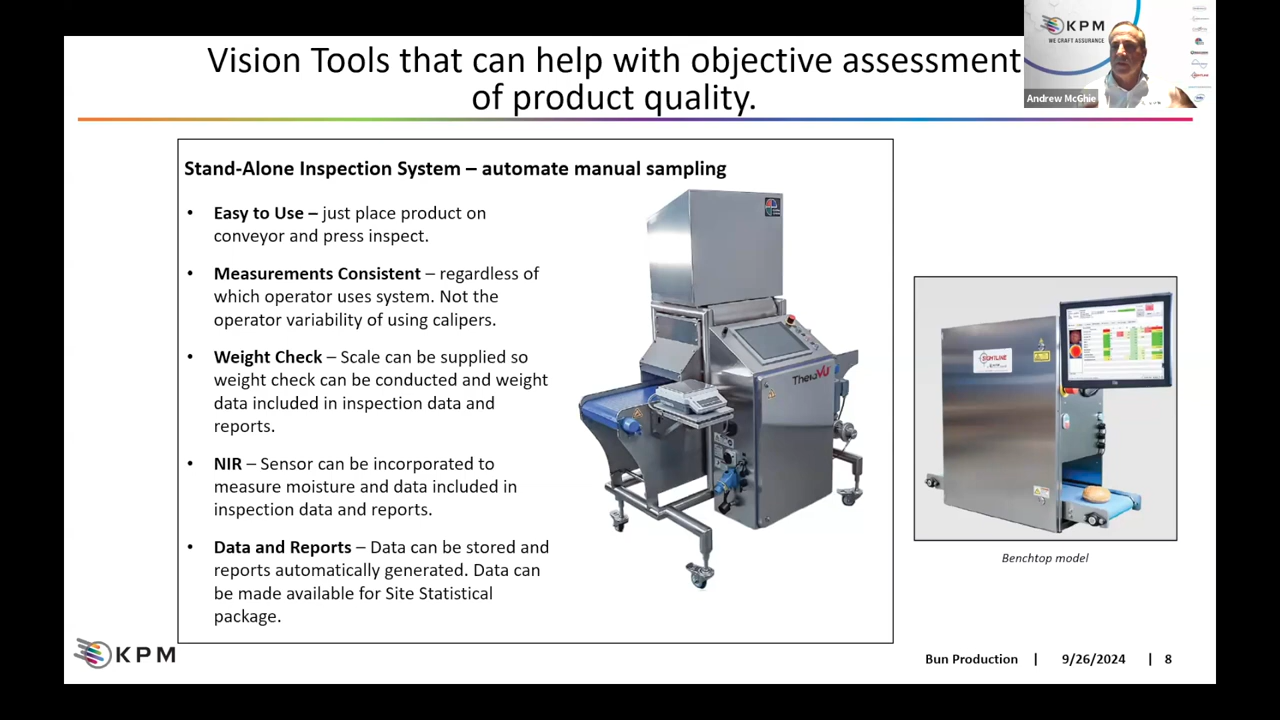 Vision Tools that can help with objective assessment
of product quality.
KPM
WE CRAFT ASSURANCE
Andrew McGhie
Stand-Alone Inspection System – automate manual sampling
• Easy to Use – just place product on
conveyor and press inspect.
• Measurements Consistent – regardless of
which operator uses system. Not the
operator variability of using calipers.
• Weight Check – Scale can be supplied so
weight check can be conducted and weight
data included in inspection data and
reports.
• NIR – Sensor can be incorporated to
measure moisture and data included in
inspection data and reports.
• Data and Reports – Data can be stored and
reports automatically generated. Data can
be made available for Site Statistical
package.
TheiaVU
SIGHTLINE
Benchtop model
KPM
Bun Production | 9/26/2024 | 8